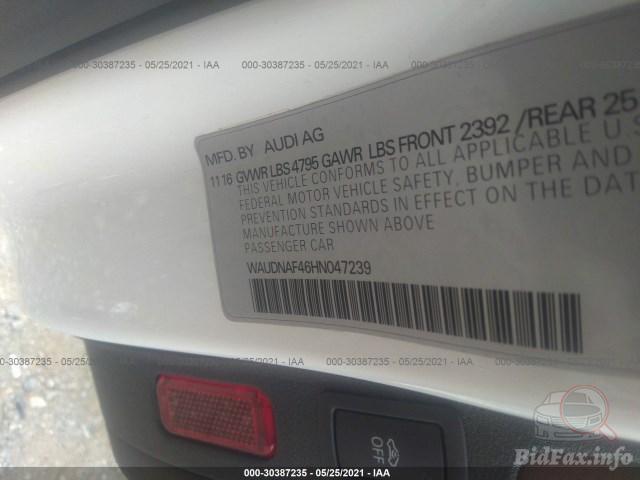 000-30387235 - 05/25/2021 - IAA
000-30387235 - 05/25/2021 - IAA
MFD. BY AUDI AG
11 16 GVWR LBS 4795 GAWR LBS FRONT 2392 / REAR 25
THIS VEHICLE CONFORMS TO ALL APPLICABLE U.S
FEDERAL MOTOR VEHICLE SAFETY, BUMPER AND
PREVENTION STANDARDS IN EFFECT ON THE DAT
MANUFACTURE SHOWN ABOVE
PASSENGER CAR
WAUDNAF46HN047239
000-30387235 - 05/25/2021 - IAA
000-30387235 - 05/25/2021 - IAA
OFF
BidFax.info
000-30387235 - 05/25/2021 - IAA